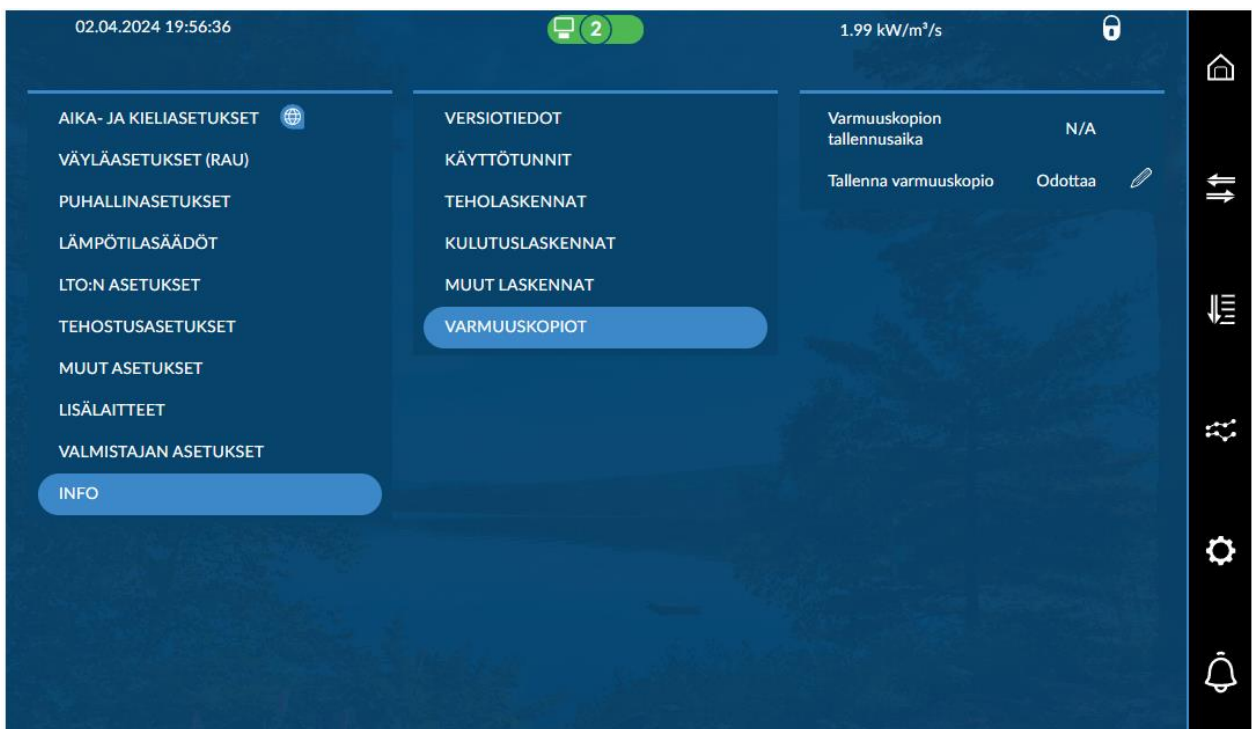 02.04.2024 19:56:36
2
1.99 kW/m³/s
AIKA- JA KIELIASETUKSET
VÄYLÄASETUKSET (RAU)
PUHALLINASETUKSET
LÄMPÖTILASÄÄDÖT
LTO:N ASETUKSET
TEHOSTUSASETUKSET
MUUT ASETUKSET
LISÄLAITTEET
VALMISTAJAN ASETUKSET
INFO
VERSIOTIEDOT
KÄYTTÖTUNNIT
TEHOLASKENNAT
KULUTUSLASKENNAT
MUUT LASKENNAT
VARMUUSKOPIOT
Varmuuskopion
tallennusaika
N/A
Tallenna varmuuskopio Odottaa